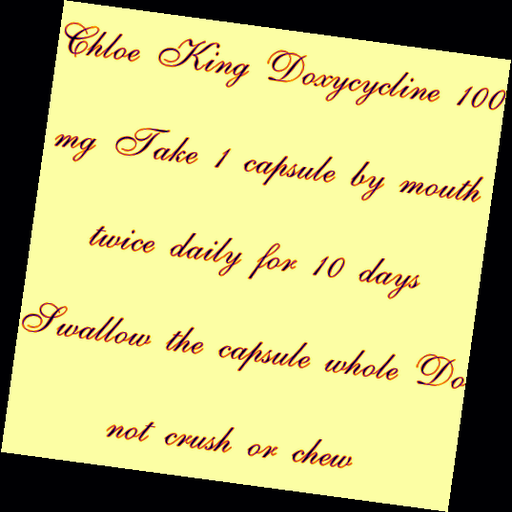 Chloe King Doxycycline 100
mg Take 1 capsule by mouth
twice daily for 10 days
Swallow the capsule whole Do
not crush or chew